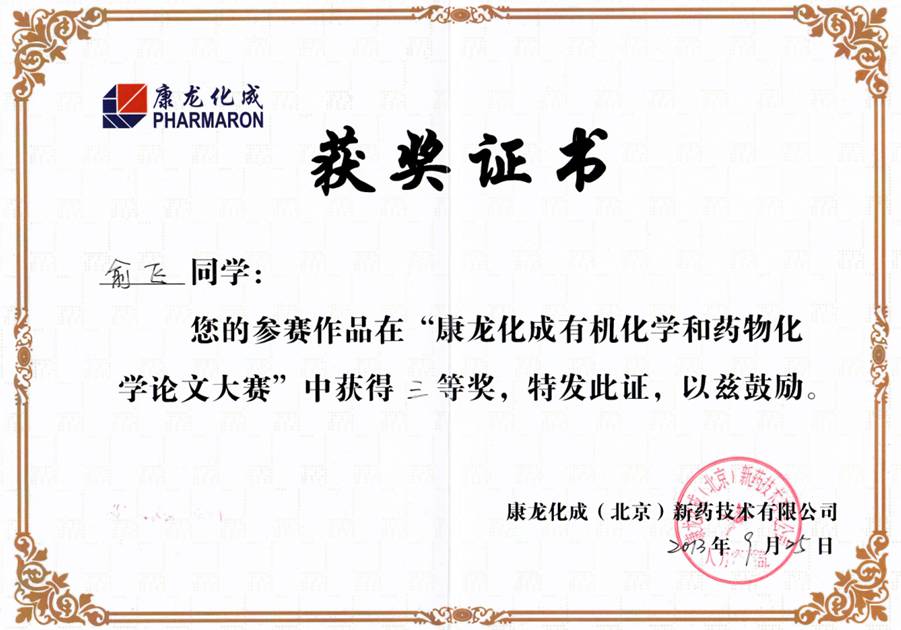 康龙化成
PHARMARON
获奖证书
俞飞 同学：
您的参赛作品在“康龙化成有机化学和药物化
学论文大赛”中获得 三 等奖，特发此证，以兹鼓励。
康龙化成（北京）新药技术有限公司
2013年 9 月 25 日